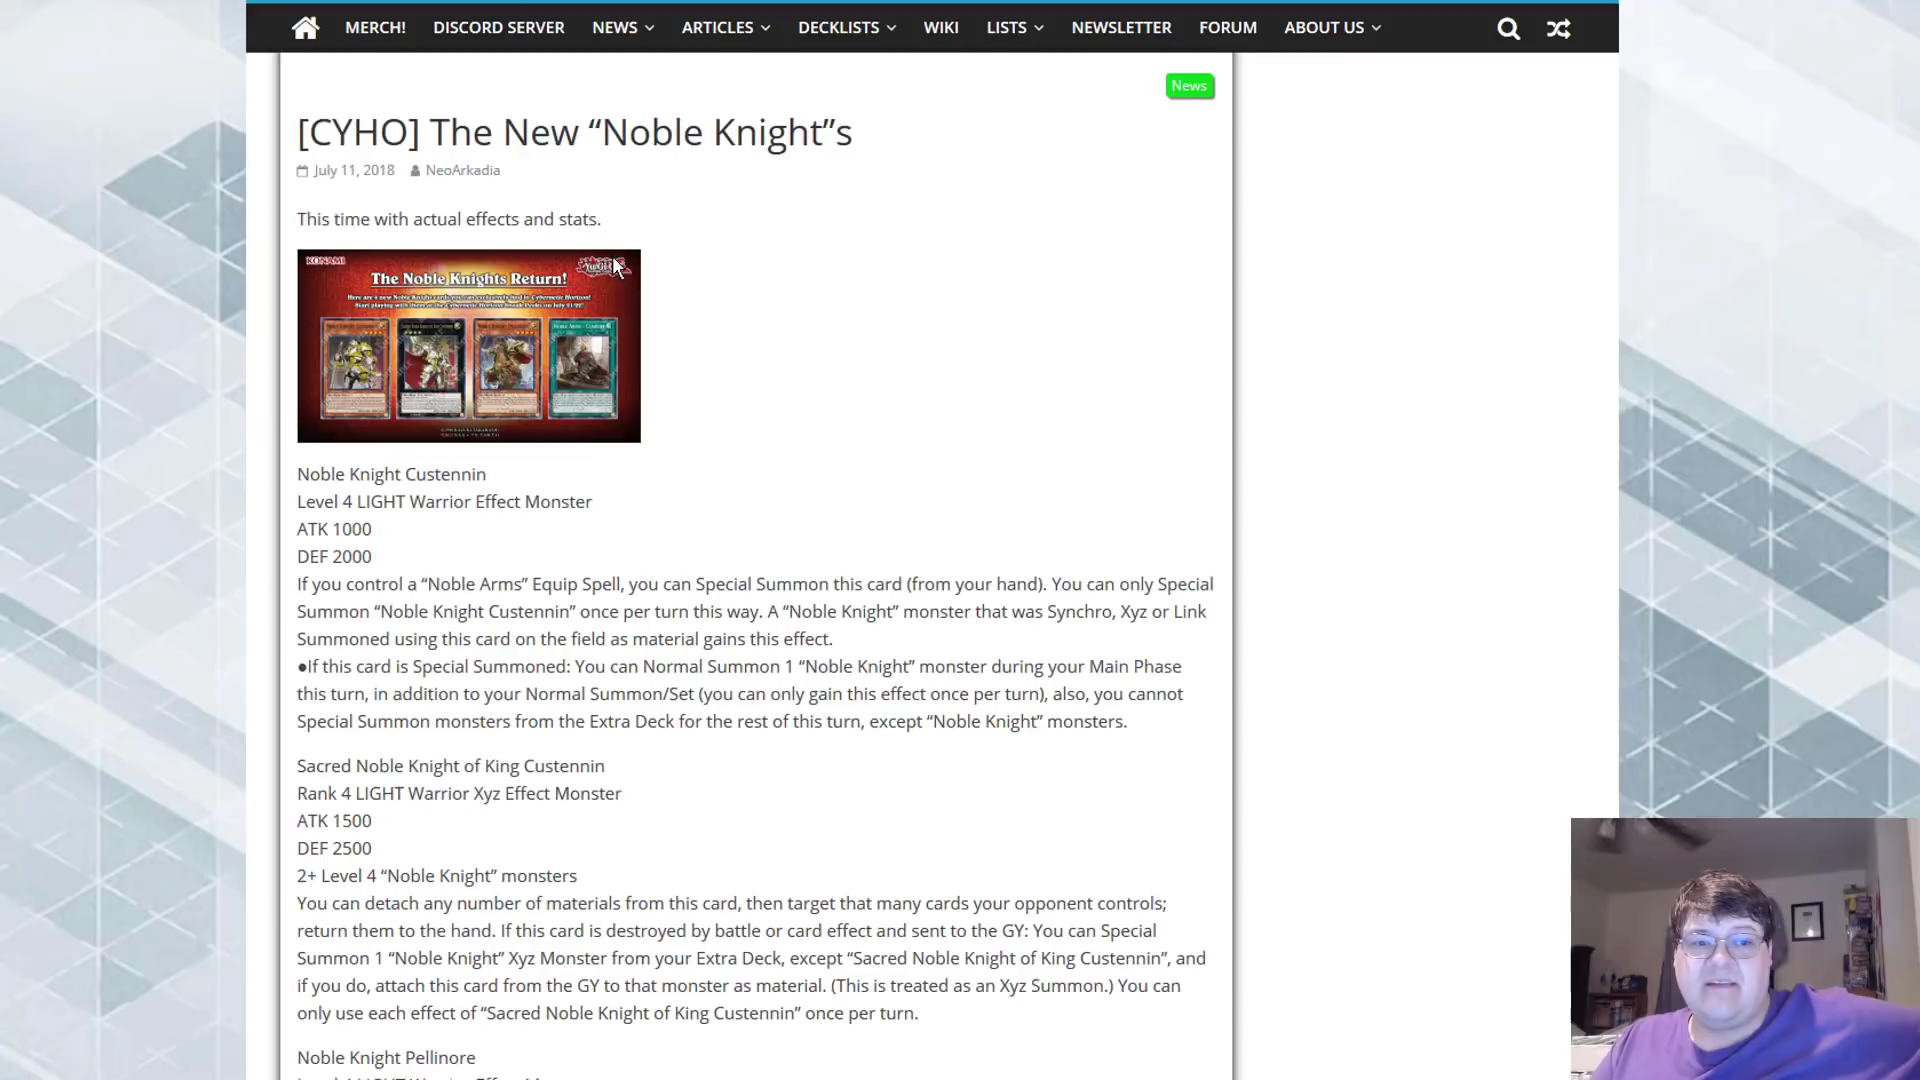 MERCH! DISCORD SERVER NEWS ARTICLES DECKLISTS WIKI LISTS NEWSLETTER FORUM ABOUT US
News
[CYHO] The New “Noble Knight”s
July 11, 2018 NeoArkadia
This time with actual effects and stats.
KONAMI
The Noble Knights Return!
Noble Knight Custennin
Level 4 LIGHT Warrior Effect Monster
ATK 1000
DEF 2000
If you control a “Noble Arms” Equip Spell, you can Special Summon this card (from your hand). You can only Special
Summon “Noble Knight Custennin” once per turn this way. A “Noble Knight” monster that was Synchro, Xyz or Link
Summoned using this card on the field as material gains this effect.
●If this card is Special Summoned: You can Normal Summon 1 “Noble Knight” monster during your Main Phase
this turn, in addition to your Normal Summon/Set (you can only gain this effect once per turn), also, you cannot
Special Summon monsters from the Extra Deck for the rest of this turn, except “Noble Knight” monsters.
Sacred Noble Knight of King Custennin
Rank 4 LIGHT Warrior Xyz Effect Monster
ATK 1500
DEF 2500
2+ Level 4 “Noble Knight” monsters
You can detach any number of materials from this card, then target that many cards your opponent controls;
return them to the hand. If this card is destroyed by battle or card effect and sent to the GY: You can Special
Summon 1 “Noble Knight” Xyz Monster from your Extra Deck, except “Sacred Noble Knight of King Custennin”, and
if you do, attach this card from the GY to that monster as material. (This is treated as an Xyz Summon.) You can
only use each effect of “Sacred Noble Knight of King Custennin” once per turn.
Noble Knight Pellinore